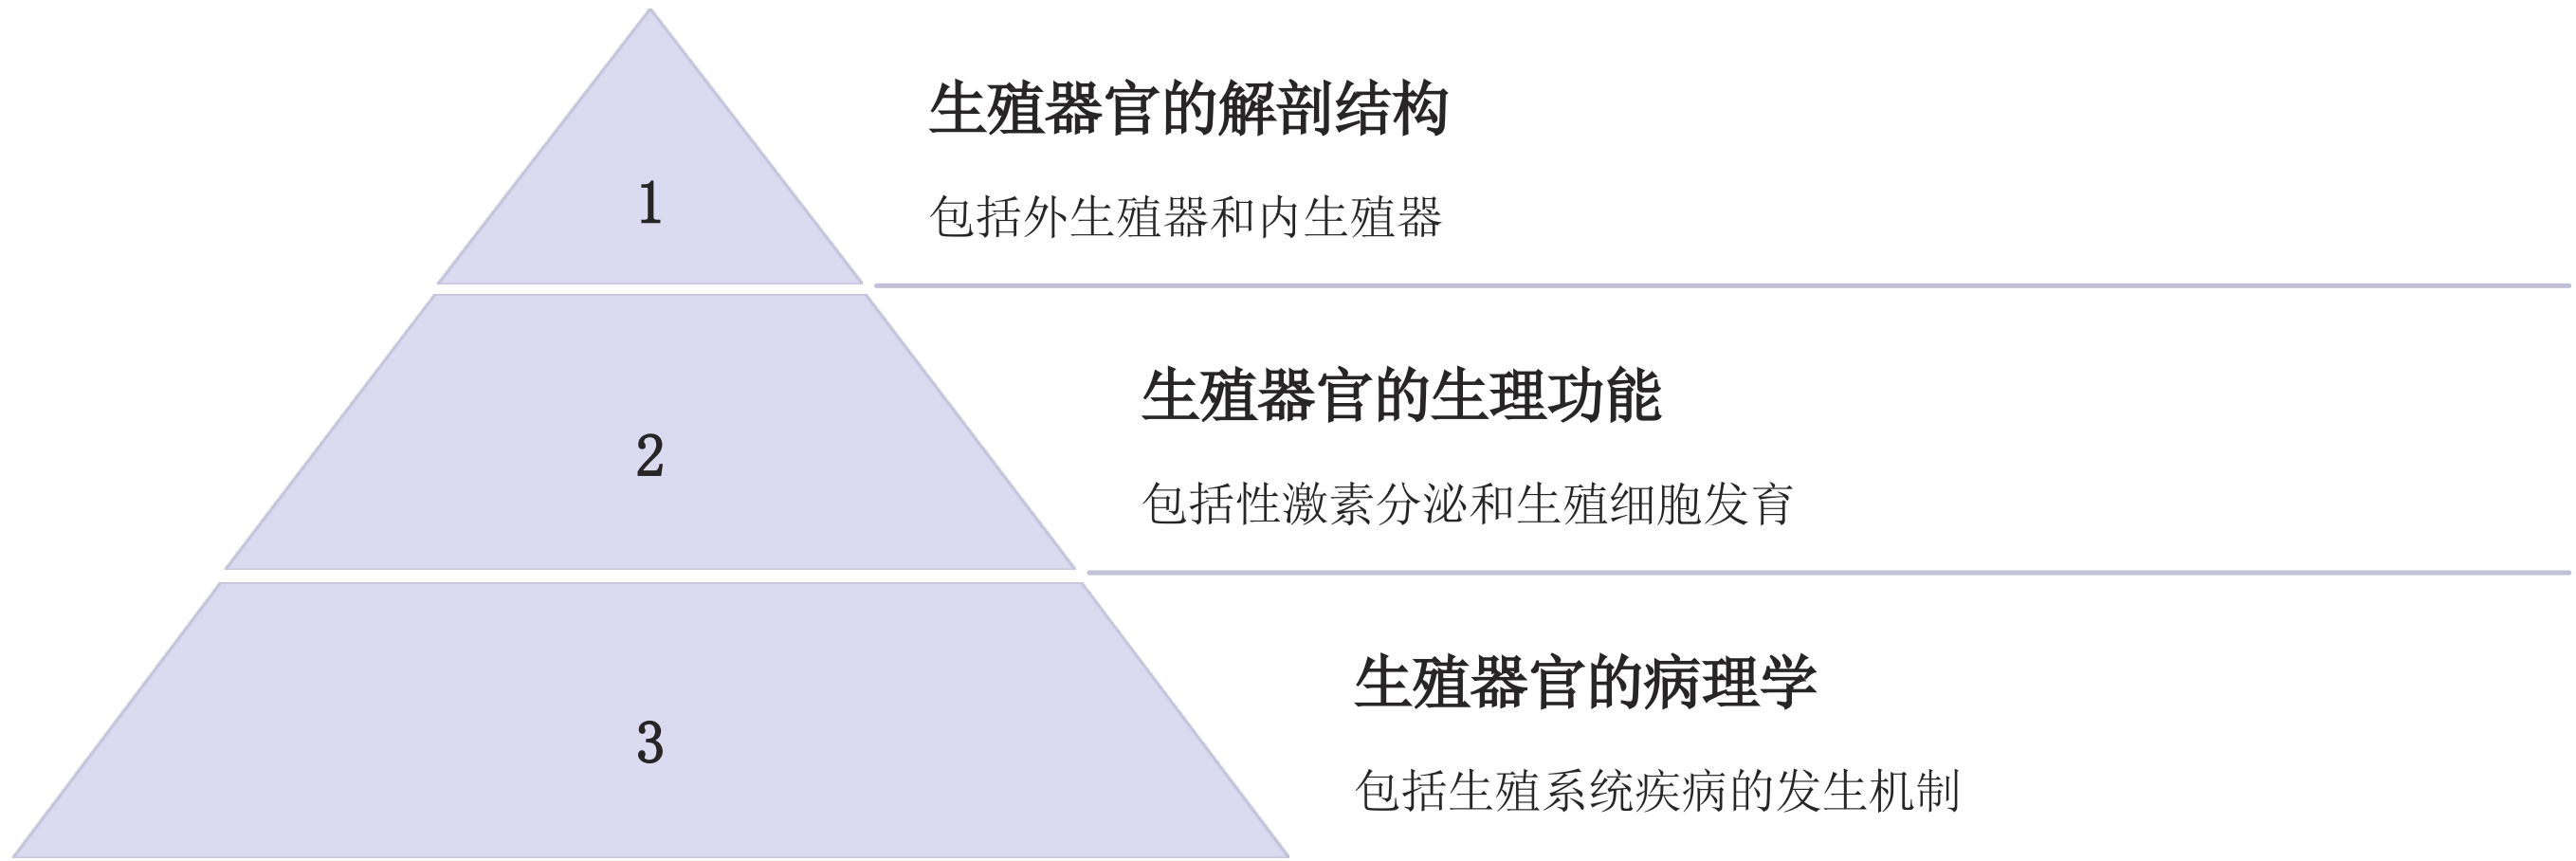 1
生殖器官的解剖结构
包括外生殖器和内生殖器
2
生殖器官的生理功能
包括性激素分泌和生殖细胞发育
3
生殖器官的病理学
包括生殖系统疾病的发生机制